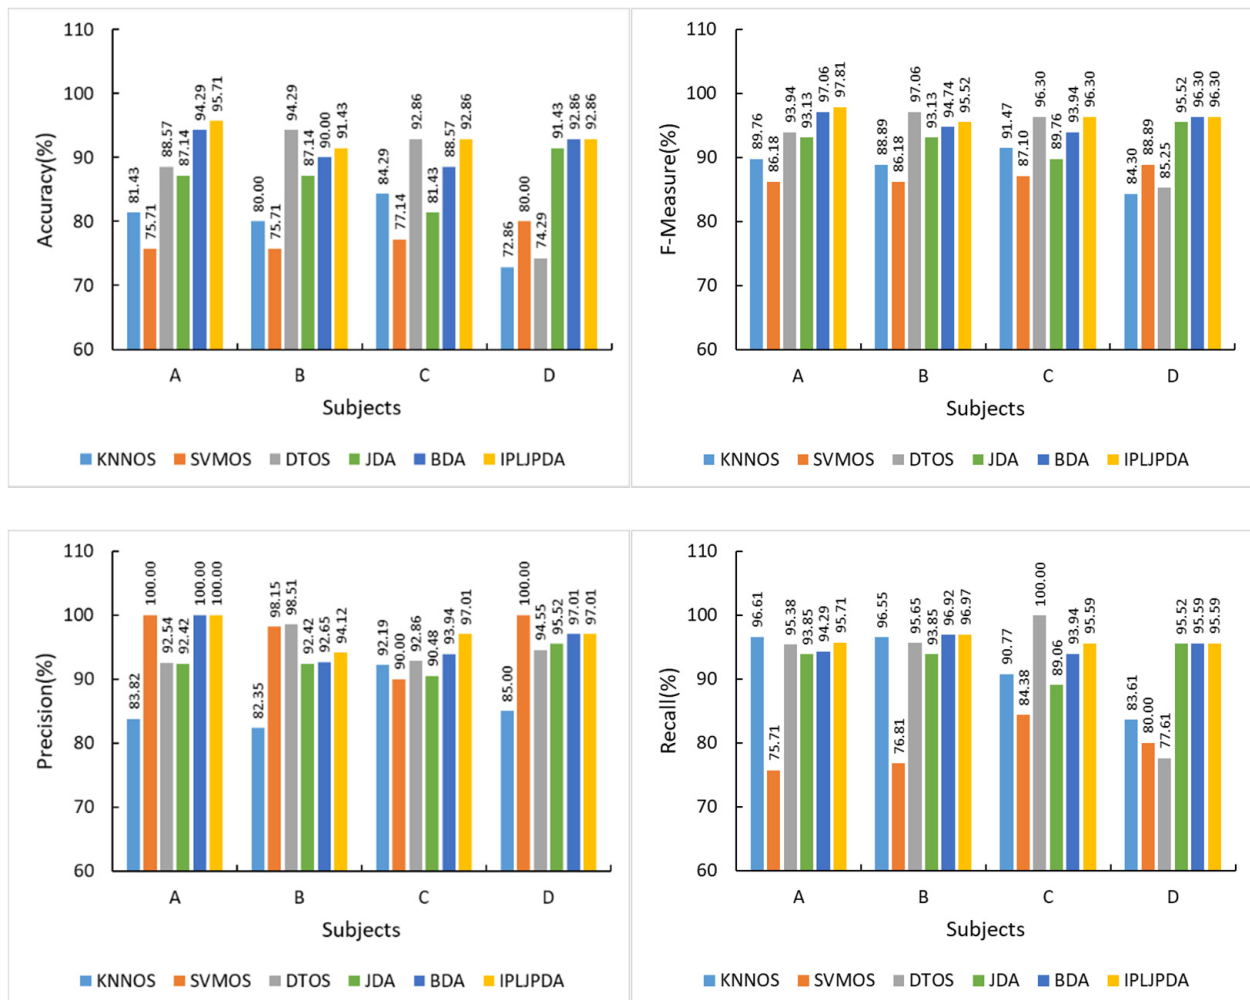 110
100
90
80
70
60
Accuracy(%)
81.43 75.71 88.57 87.14 94.29 95.71
80.00 75.71 94.29 87.14 90.00 91.43
84.29 77.14 92.86 81.43 88.57 92.86
72.86 80.00 74.29 91.43 92.86 92.86
A B C D
Subjects
KNNOS SVMOS DTOS JDA BDA IPLJPDA
110
100
90
80
70
60
F-Measure(%)
89.76 86.18 93.94 93.13 97.06 97.81
88.89 86.18 97.06 93.13 94.74 95.52
91.47 87.10 96.30 89.76 93.94 96.30
84.30 88.89 85.25 95.52 96.30 96.30
A B C D
Subjects
KNNOS SVMOS DTOS JDA BDA IPLJPDA
110
100
90
80
70
60
Precision(%)
83.82 100.00 92.54 92.42 100.00 100.00
82.35 98.15 98.51 92.42 92.65 94.12
92.19 90.00 92.86 90.48 93.94 97.01
85.00 100.00 94.55 95.52 97.01 97.01
A B C D
Subjects
KNNOS SVMOS DTOS JDA BDA IPLJPDA
110
100
90
80
70
60
Recall(%)
96.61 75.71 95.38 93.85 94.29 95.71
96.55 76.81 95.65 93.85 96.92 96.97
90.77 84.38 100.00 89.06 93.94 95.59
83.61 80.00 77.61 95.52 95.59 95.59
A B C D
Subjects
KNNOS SVMOS DTOS JDA BDA IPLJPDA